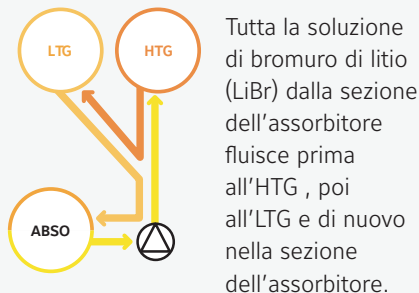 LTG
HTG
ABSO
Tutta la soluzione
di bromuro di litio
(LiBr) dalla sezione
dell'assorbitore
fluisce prima
all'HTG , poi
all'LTG e di nuovo
nella sezione
dell'assorbitore.